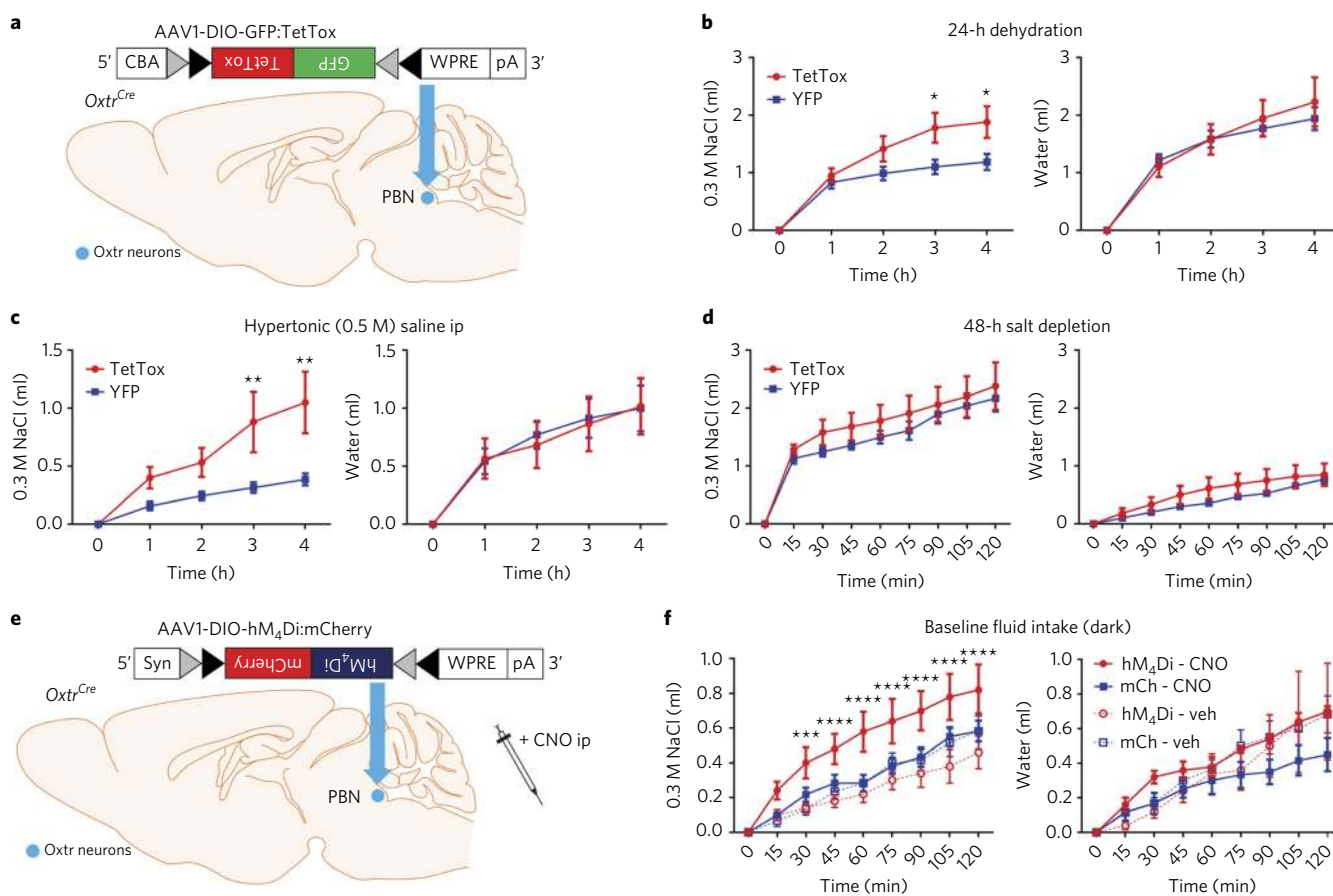 a
AAV1-DIO-GFP:TetTox
5′ CBA TetTox GFP WPRE pA 3′
Oxtr^Cre
PBN
Oxtr neurons
b
24-h dehydration
TetTox
YFP
* *
0.3 M NaCl (ml)
3
2
1
0
0 1 2 3 4
Time (h)
Water (ml)
3
2
1
0
0 1 2 3 4
Time (h)
c
Hypertonic (0.5 M) saline ip
TetTox
YFP
** **
0.3 M NaCl (ml)
1.5
1.0
0.5
0.0
0 1 2 3 4
Time (h)
Water (ml)
1.5
1.0
0.5
0.0
0 1 2 3 4
Time (h)
d
48-h salt depletion
TetTox
YFP
0.3 M NaCl (ml)
3
2
1
0
0 15 30 45 60 75 90 105 120
Time (min)
Water (ml)
3
2
1
0
0 15 30 45 60 75 90 105 120
Time (min)
e
AAV1-DIO-hM₄Di:mCherry
5′ Syn mCherry hM₄Di WPRE pA 3′
Oxtr^Cre
+ CNO ip
PBN
Oxtr neurons
f
Baseline fluid intake (dark)
*** **** **** **** **** **** ****
0.3 M NaCl (ml)
1.0
0.8
0.6
0.4
0.2
0.0
0 15 30 45 60 75 90 105 120
Time (min)
hM₄Di - CNO
mCh - CNO
hM₄Di - veh
mCh - veh
Water (ml)
1.0
0.8
0.6
0.4
0.2
0.0
0 15 30 45 60 75 90 105 120
Time (min)